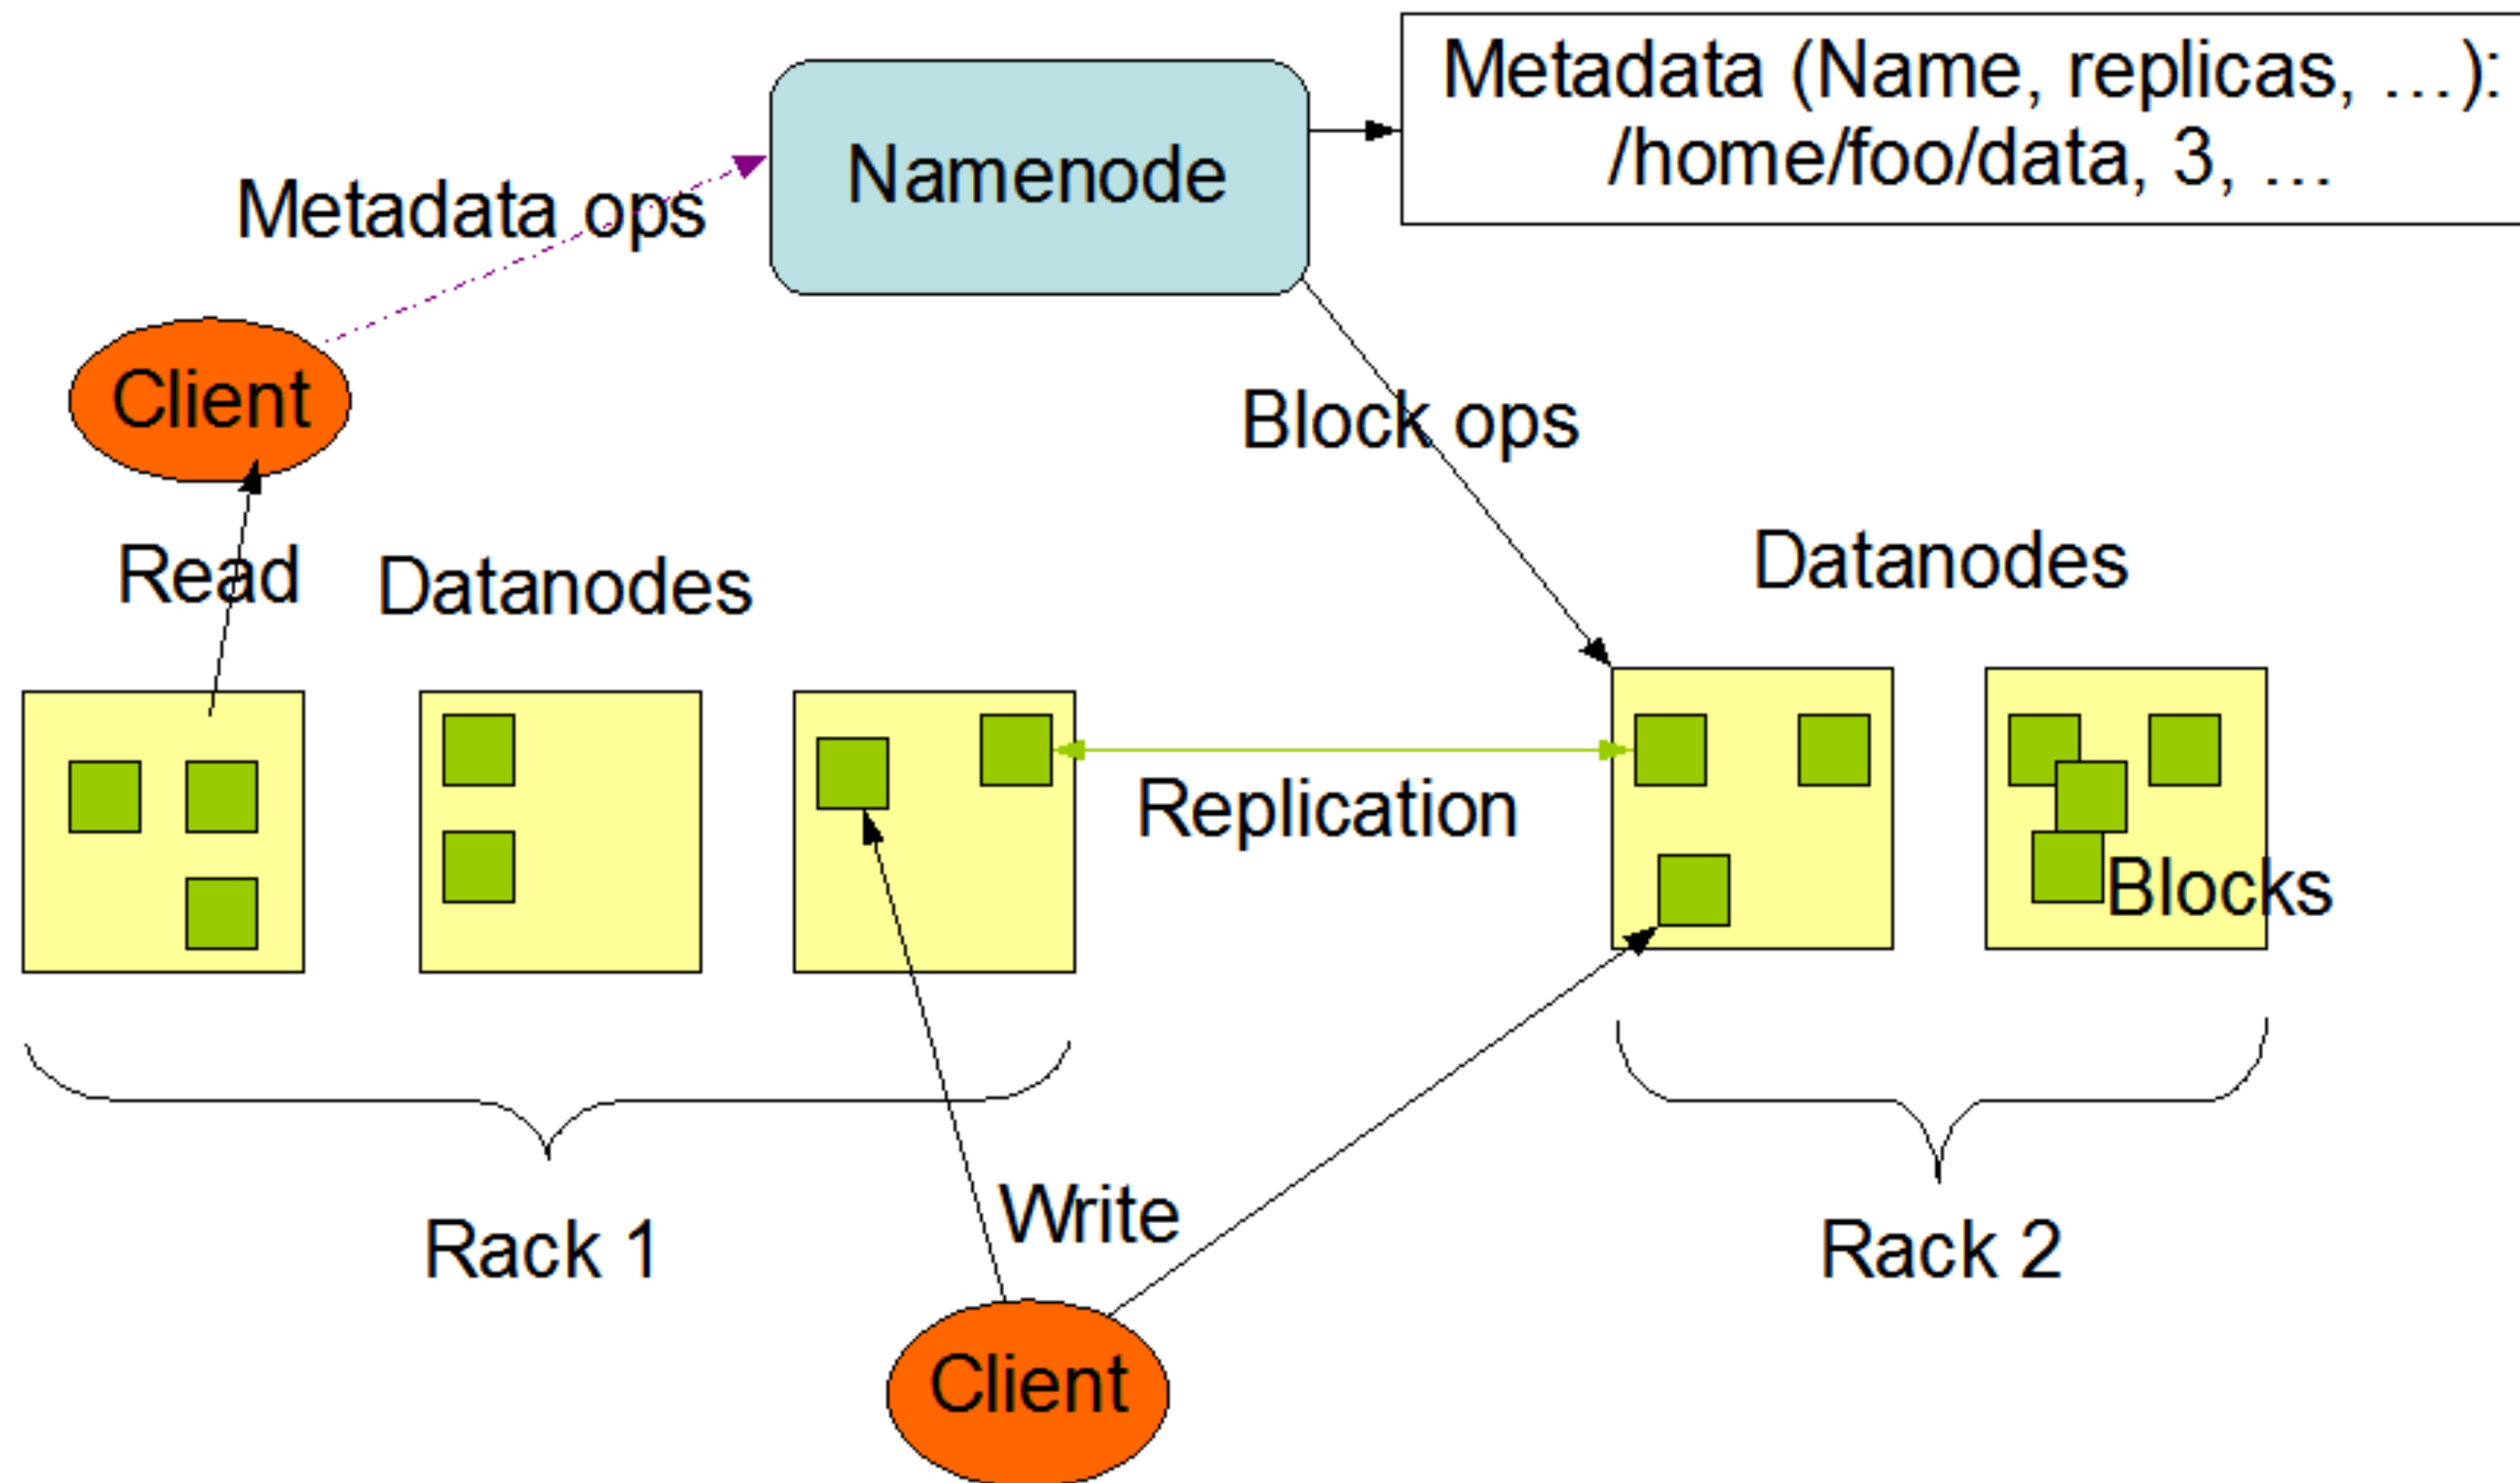 Metadata (Name, replicas, …):
/home/foo/data, 3, …
Namenode
Metadata ops
Client
Block ops
Read
Datanodes
Datanodes
Replication
Blocks
Rack 1
Write
Rack 2
Client